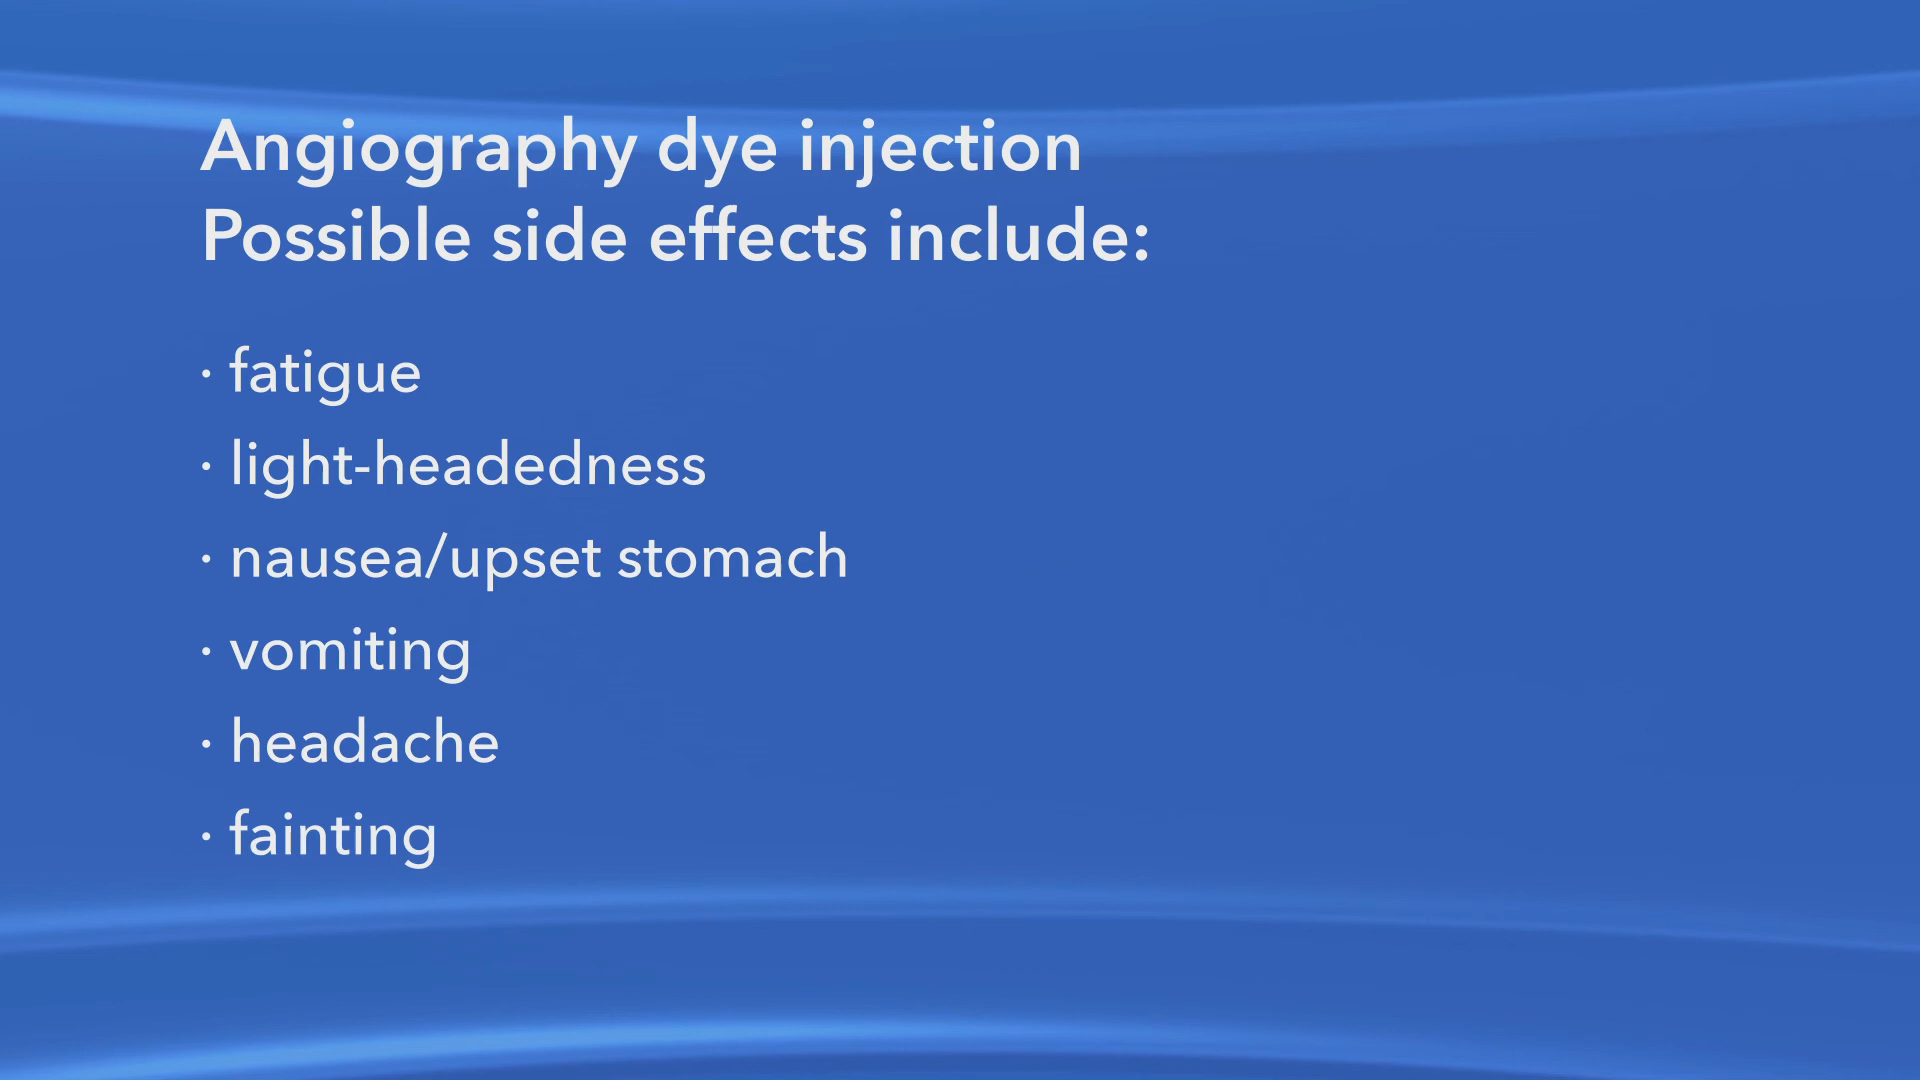 Angiography dye injection
Possible side effects include:
· fatigue
· light-headedness
· nausea/upset stomach
· vomiting
· headache
· fainting